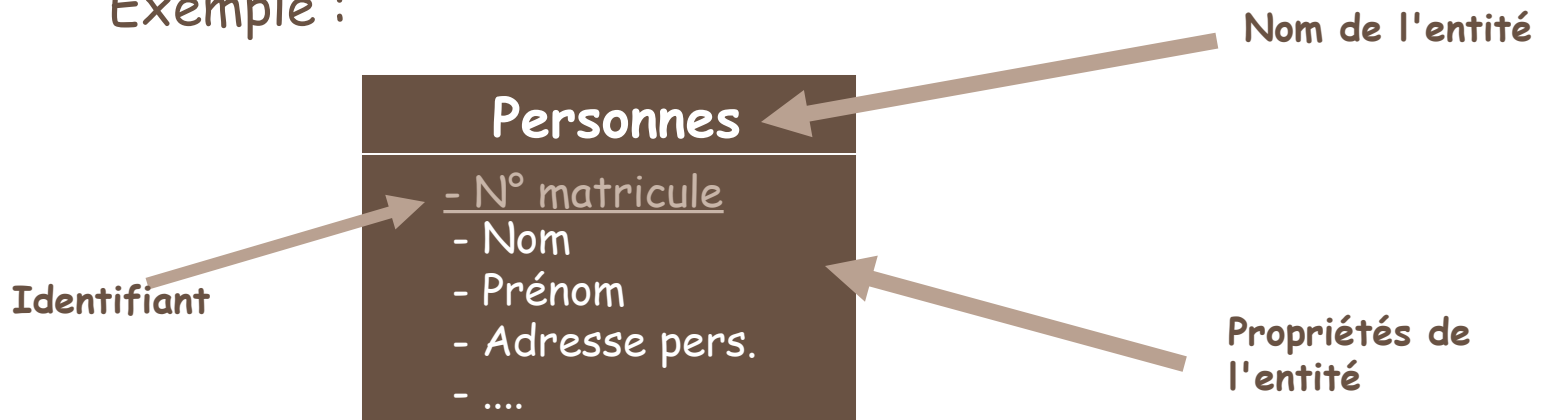 Exemple :
Nom de l'entité
Personnes
- N° matricule
- Nom
- Prénom
- Adresse pers.
- ....
Identifiant
Propriétés de
l'entité